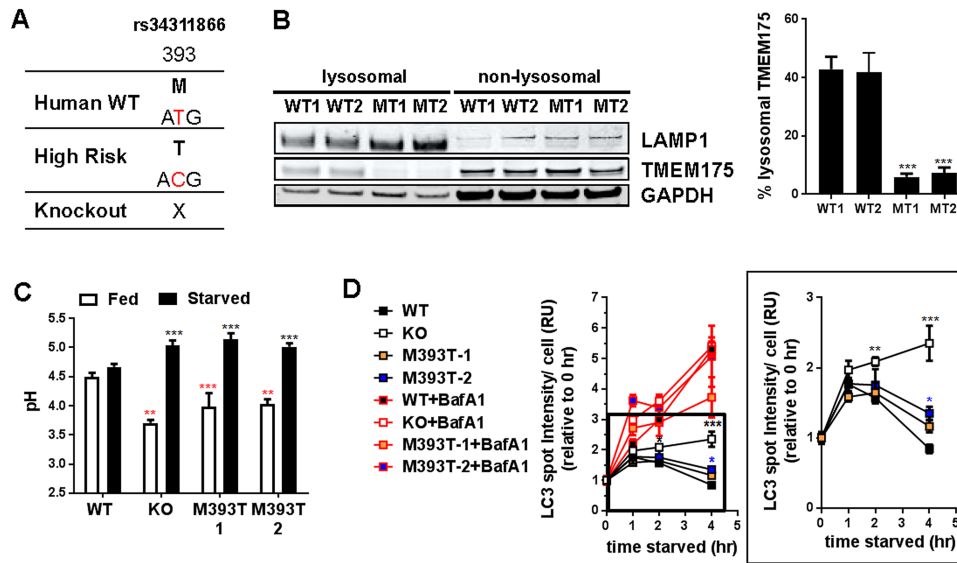 A
rs34311866
393
Human WT
M
ATG
High Risk
T
ACG
Knockout
X
B
lysosomal non-lysosomal
WT1 WT2 MT1 MT2 WT1 WT2 MT1 MT2
LAMP1
TMEM175
GAPDH
% lysosomal TMEM175
60
40
20
0
*** ***
WT1 WT2 MT1 MT2
C
Fed Starved
pH
5.5
5.0
4.5
4.0
3.5
3.0
2.5
** *** *** *** ** ***
WT KO M393T 1 M393T 2
D
WT
KO
M393T-1
M393T-2
WT+BafA1
KO+BafA1
M393T-1+BafA1
M393T-2+BafA1
LC3 spot Intensity/ cell (RU)
(relative to 0 hr)
7
6
5
4
3
2
1
0
*
***
*
0 1 2 3 4 5
time starved (hr)
LC3 spot intensity/ cell (RU)
(relative to 0 hr)
3
2
1
0
**
***
*
0 1 2 3 4 5
time starved (hr)